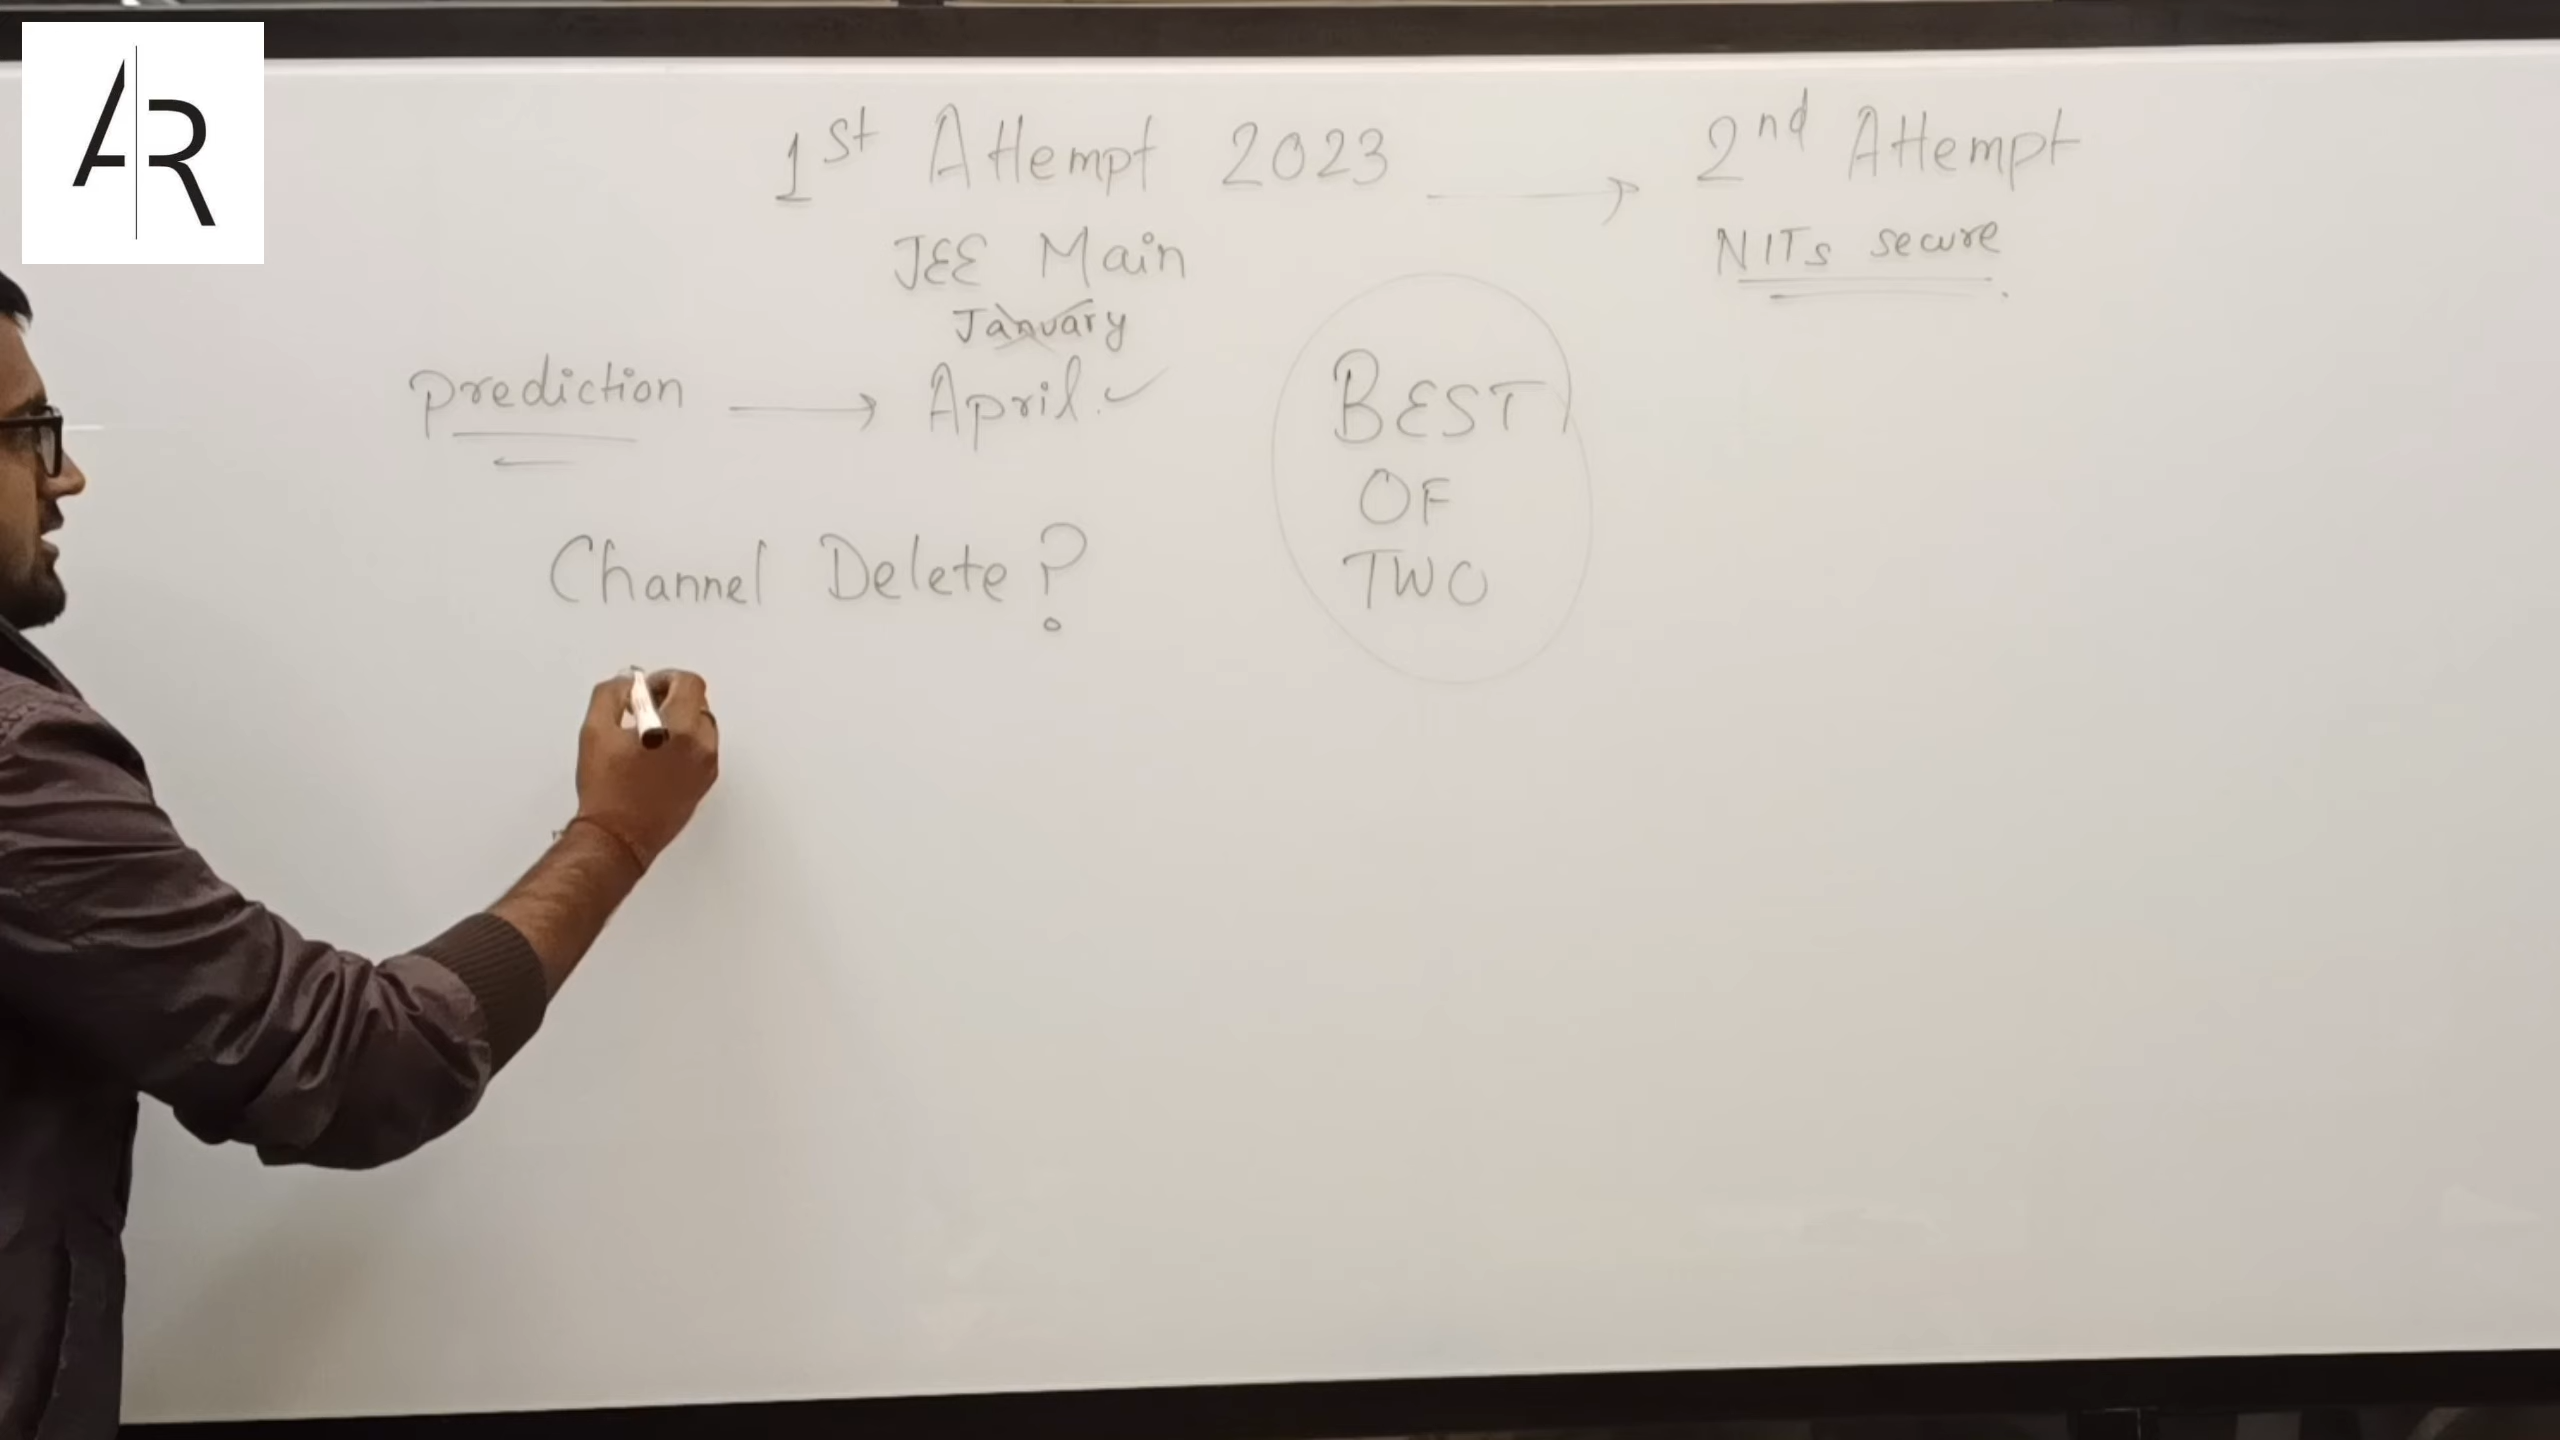 AR
1st Attempt 2023 → 2nd Attempt
JEE Main
NITs secure
January
prediction → April. ✓
BEST
OF
TWO
Channel Delete?